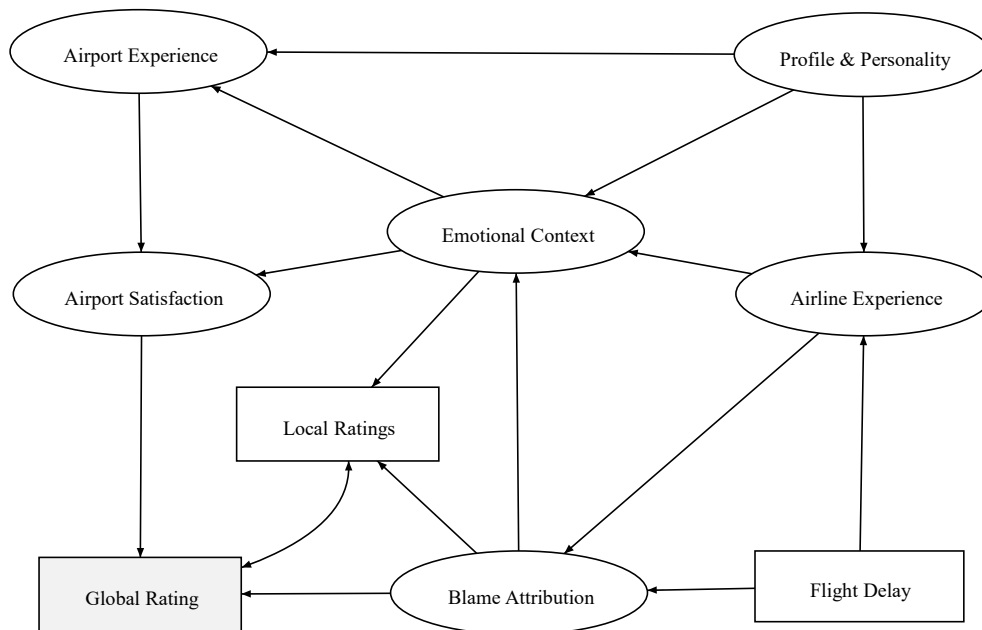 Airport Experience
Profile & Personality
Emotional Context
Airport Satisfaction
Airline Experience
Local Ratings
Global Rating
Blame Attribution
Flight Delay